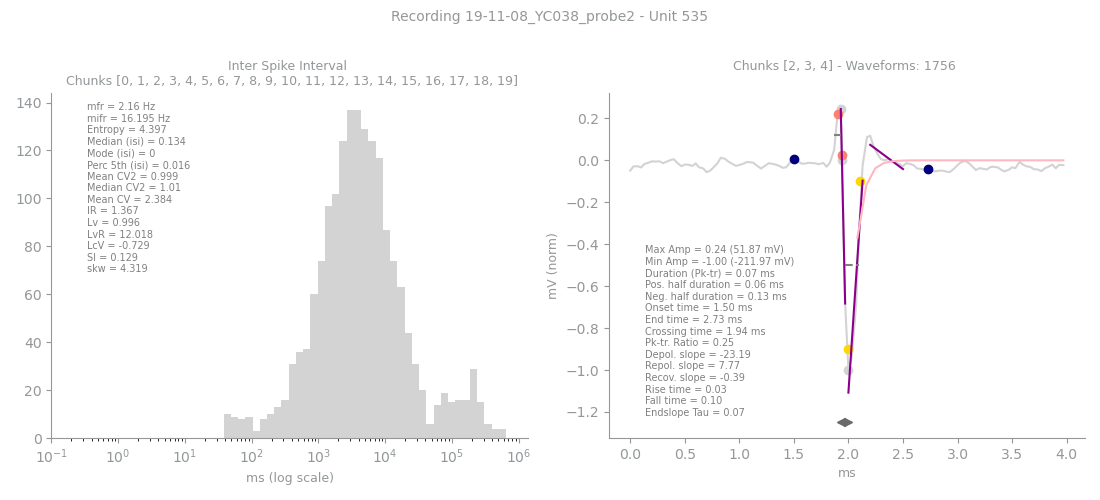 Recording 19-11-08_YC038_probe2 - Unit 535
Inter Spike Interval
Chunks [0, 1, 2, 3, 4, 5, 6, 7, 8, 9, 10, 11, 12, 13, 14, 15, 16, 17, 18, 19]
mfr = 2.16 Hz
mifr = 16.195 Hz
Entropy = 4.397
Median (isi) = 0.134
Mode (isi) = 0
Perc 5th (isi) = 0.016
Mean CV2 = 0.999
Median CV2 = 1.01
Mean CV = 2.384
IR = 1.367
Lv = 0.996
LvR = 12.018
LcV = -0.729
SI = 0.129
skw = 4.319
140
120
100
80
60
40
20
0
10⁻¹ 10⁰ 10¹ 10² 10³ 10⁴ 10⁵ 10⁶
ms (log scale)
Chunks [2, 3, 4] - Waveforms: 1756
mV (norm)
0.2
0.0
−0.2
−0.4
−0.6
−0.8
−1.0
−1.2
Max Amp = 0.24 (51.87 mV)
Min Amp = -1.00 (-211.97 mV)
Duration (Pk-tr) = 0.07 ms
Pos. half duration = 0.06 ms
Neg. half duration = 0.13 ms
Onset time = 1.50 ms
End time = 2.73 ms
Crossing time = 1.94 ms
Pk-tr. Ratio = 0.25
Depol. slope = -23.19
Repol. slope = 7.77
Recov. slope = -0.39
Rise time = 0.03
Fall time = 0.10
Endslope Tau = 0.07
0.0 0.5 1.0 1.5 2.0 2.5 3.0 3.5 4.0
ms